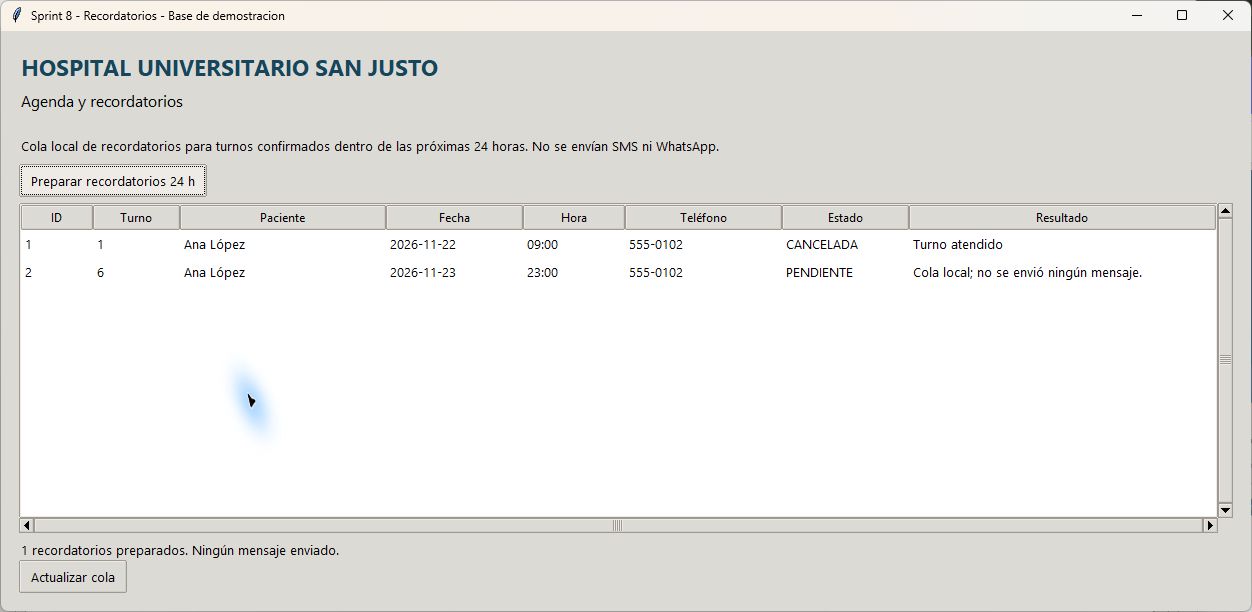 Sprint 8 - Recordatorios - Base de demostracion
HOSPITAL UNIVERSITARIO SAN JUSTO
Agenda y recordatorios
Cola local de recordatorios para turnos confirmados dentro de las próximas 24 horas. No se envían SMS ni WhatsApp.
Preparar recordatorios 24 h
ID Turno Paciente Fecha Hora Teléfono Estado Resultado
1 1 Ana López 2026-11-22 09:00 555-0102 CANCELADA Turno atendido
2 6 Ana López 2026-11-23 23:00 555-0102 PENDIENTE Cola local; no se envió ningún mensaje.
1 recordatorios preparados. Ningún mensaje enviado.
Actualizar cola